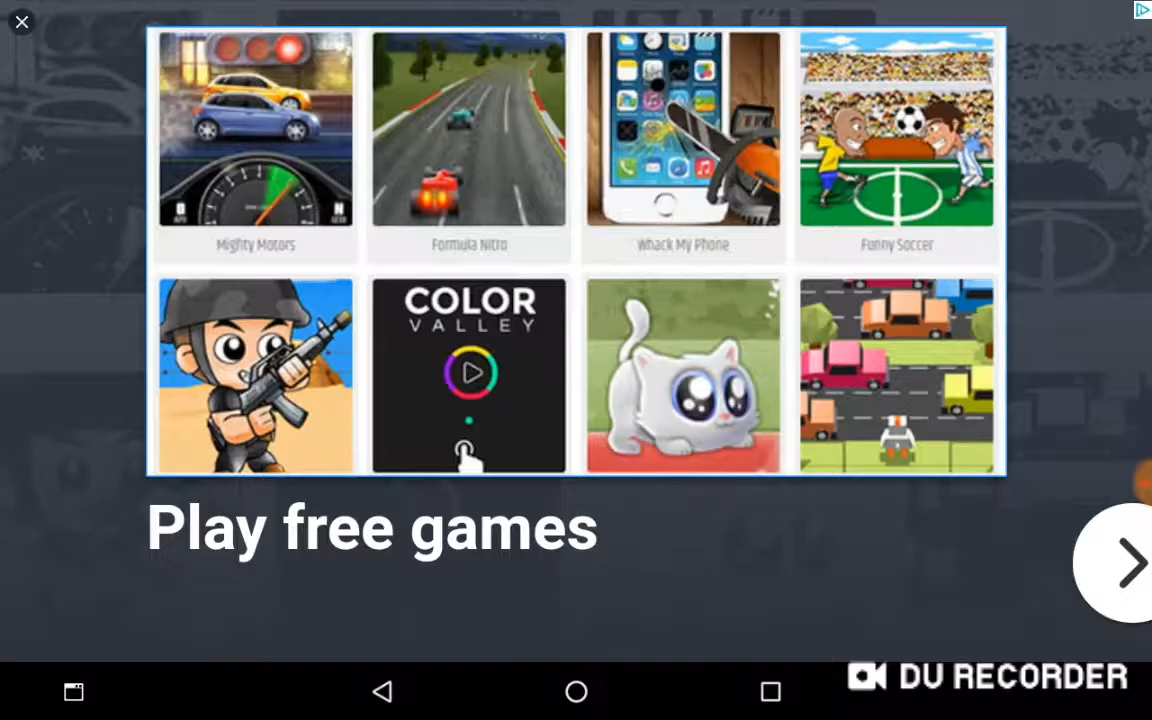 Mighty Motors
Formula Nitro
Whack My Phone
Funny Soccer
COLOR
VALLEY
Play free games
DU RECORDER